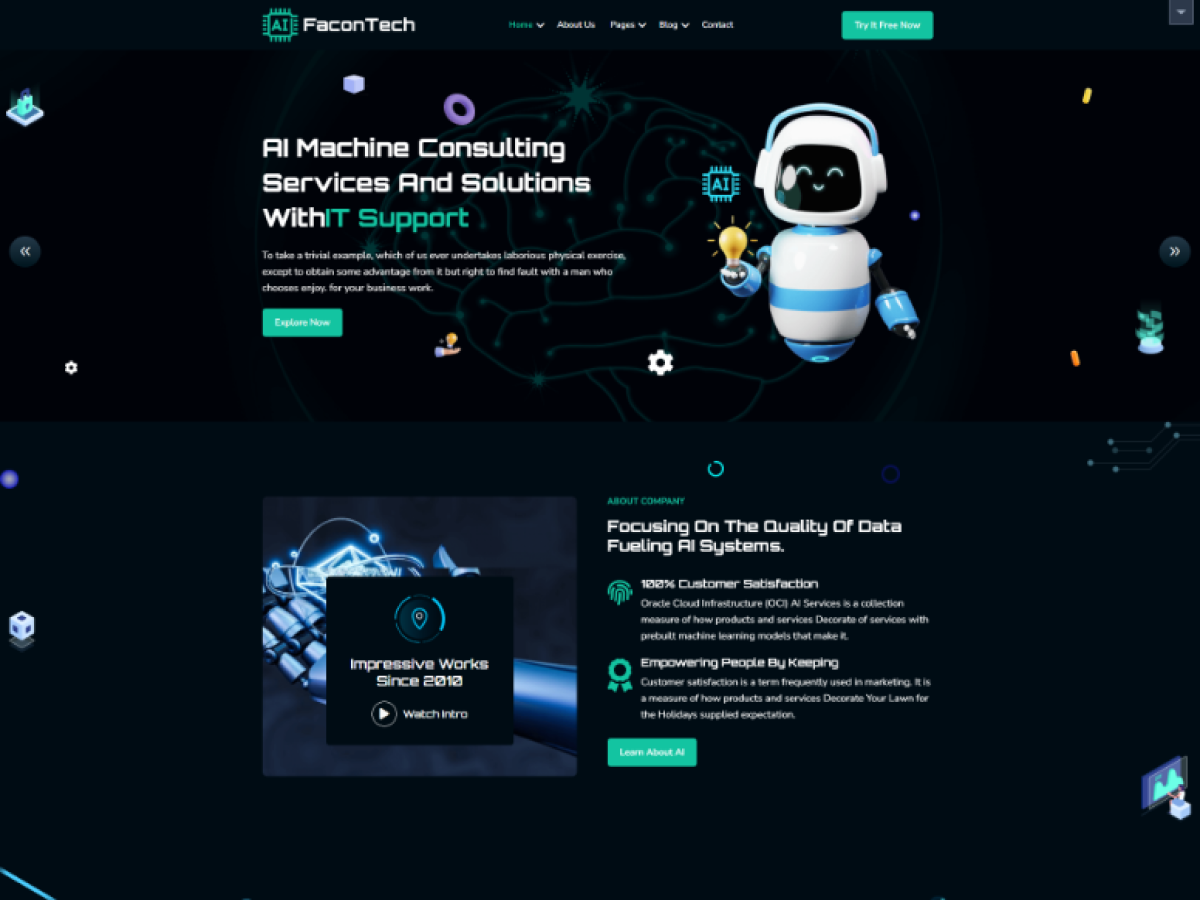 AI FaconTech
Home About Us Pages Blog Contact
Try It Free Now
AI Machine Consulting
Services And Solutions
WithIT Support
AI
To take a trivial example, which of us ever undertakes laborious physical exercise,
except to obtain some advantage from it but right to find fault with a man who
chooses enjoy. for your business work.
Explore Now
ABOUT COMPANY
Focusing On The Quality Of Data
Fueling AI Systems.
100% Customer Satisfaction
Oracle Cloud Infrastructure (OCI) AI Services is a collection
measure of how products and services Decorate of services with
prebuilt machine learning models that make it.
Empowering People By Keeping
Customer satisfaction is a term frequently used in marketing. It is
a measure of how products and services Decorate Your Lawn for
the Holidays supplied expectation.
Learn About AI
Impressive Works
Since 2010
Watch Intro